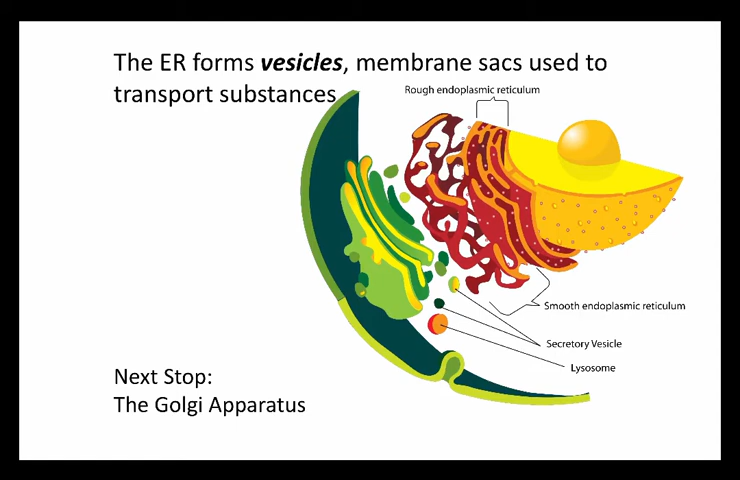 The ER forms vesicles, membrane sacs used to
transport substances
Rough endoplasmic reticulum
Smooth endoplasmic reticulum
Secretory Vesicle
Lysosome
Next Stop:
The Golgi Apparatus